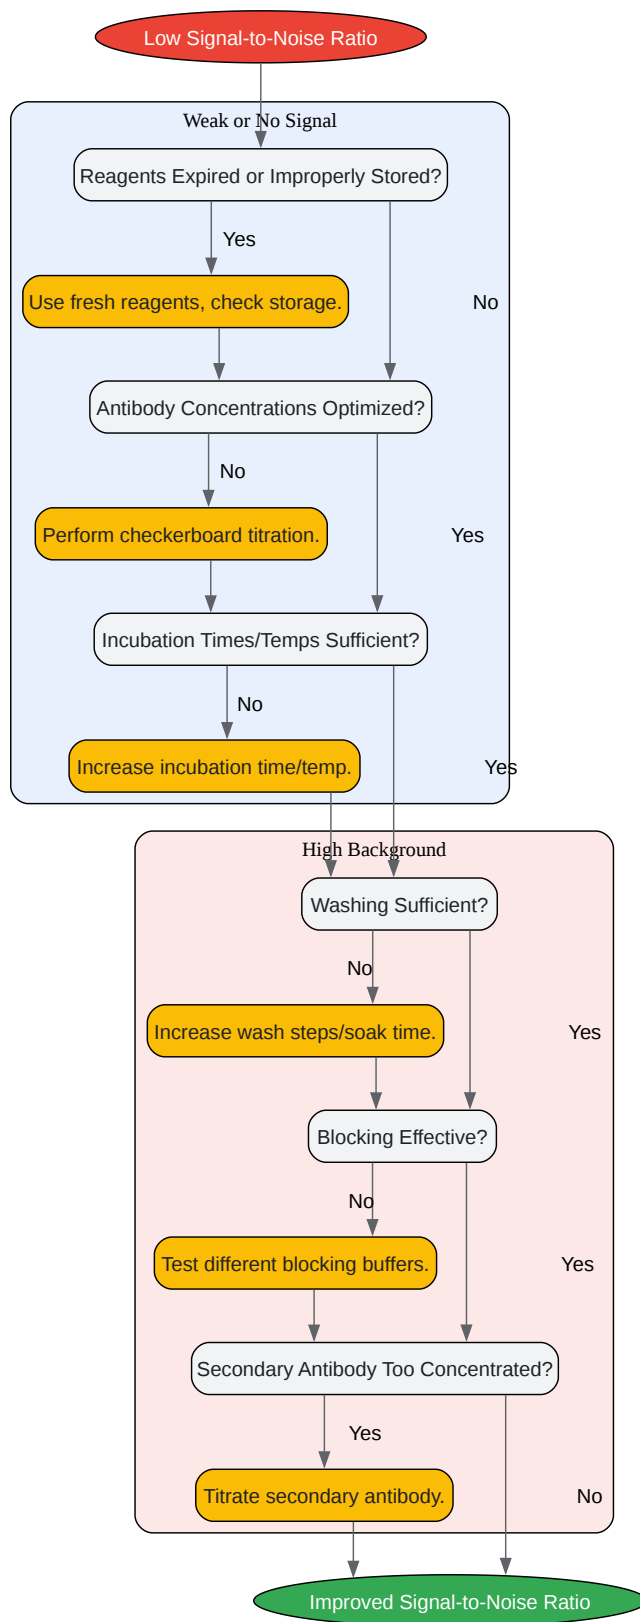 Low Signal-to-Noise Ratio
Weak or No Signal
Reagents Expired or Improperly Stored?
Yes
Use fresh reagents, check storage.
No
Antibody Concentrations Optimized?
No
Perform checkerboard titration.
Yes
Incubation Times/Temps Sufficient?
No
Increase incubation time/temp.
Yes
High Background
Washing Sufficient?
No
Increase wash steps/soak time.
Yes
Blocking Effective?
No
Test different blocking buffers.
Yes
Secondary Antibody Too Concentrated?
Yes
Titrate secondary antibody.
No
Improved Signal-to-Noise Ratio